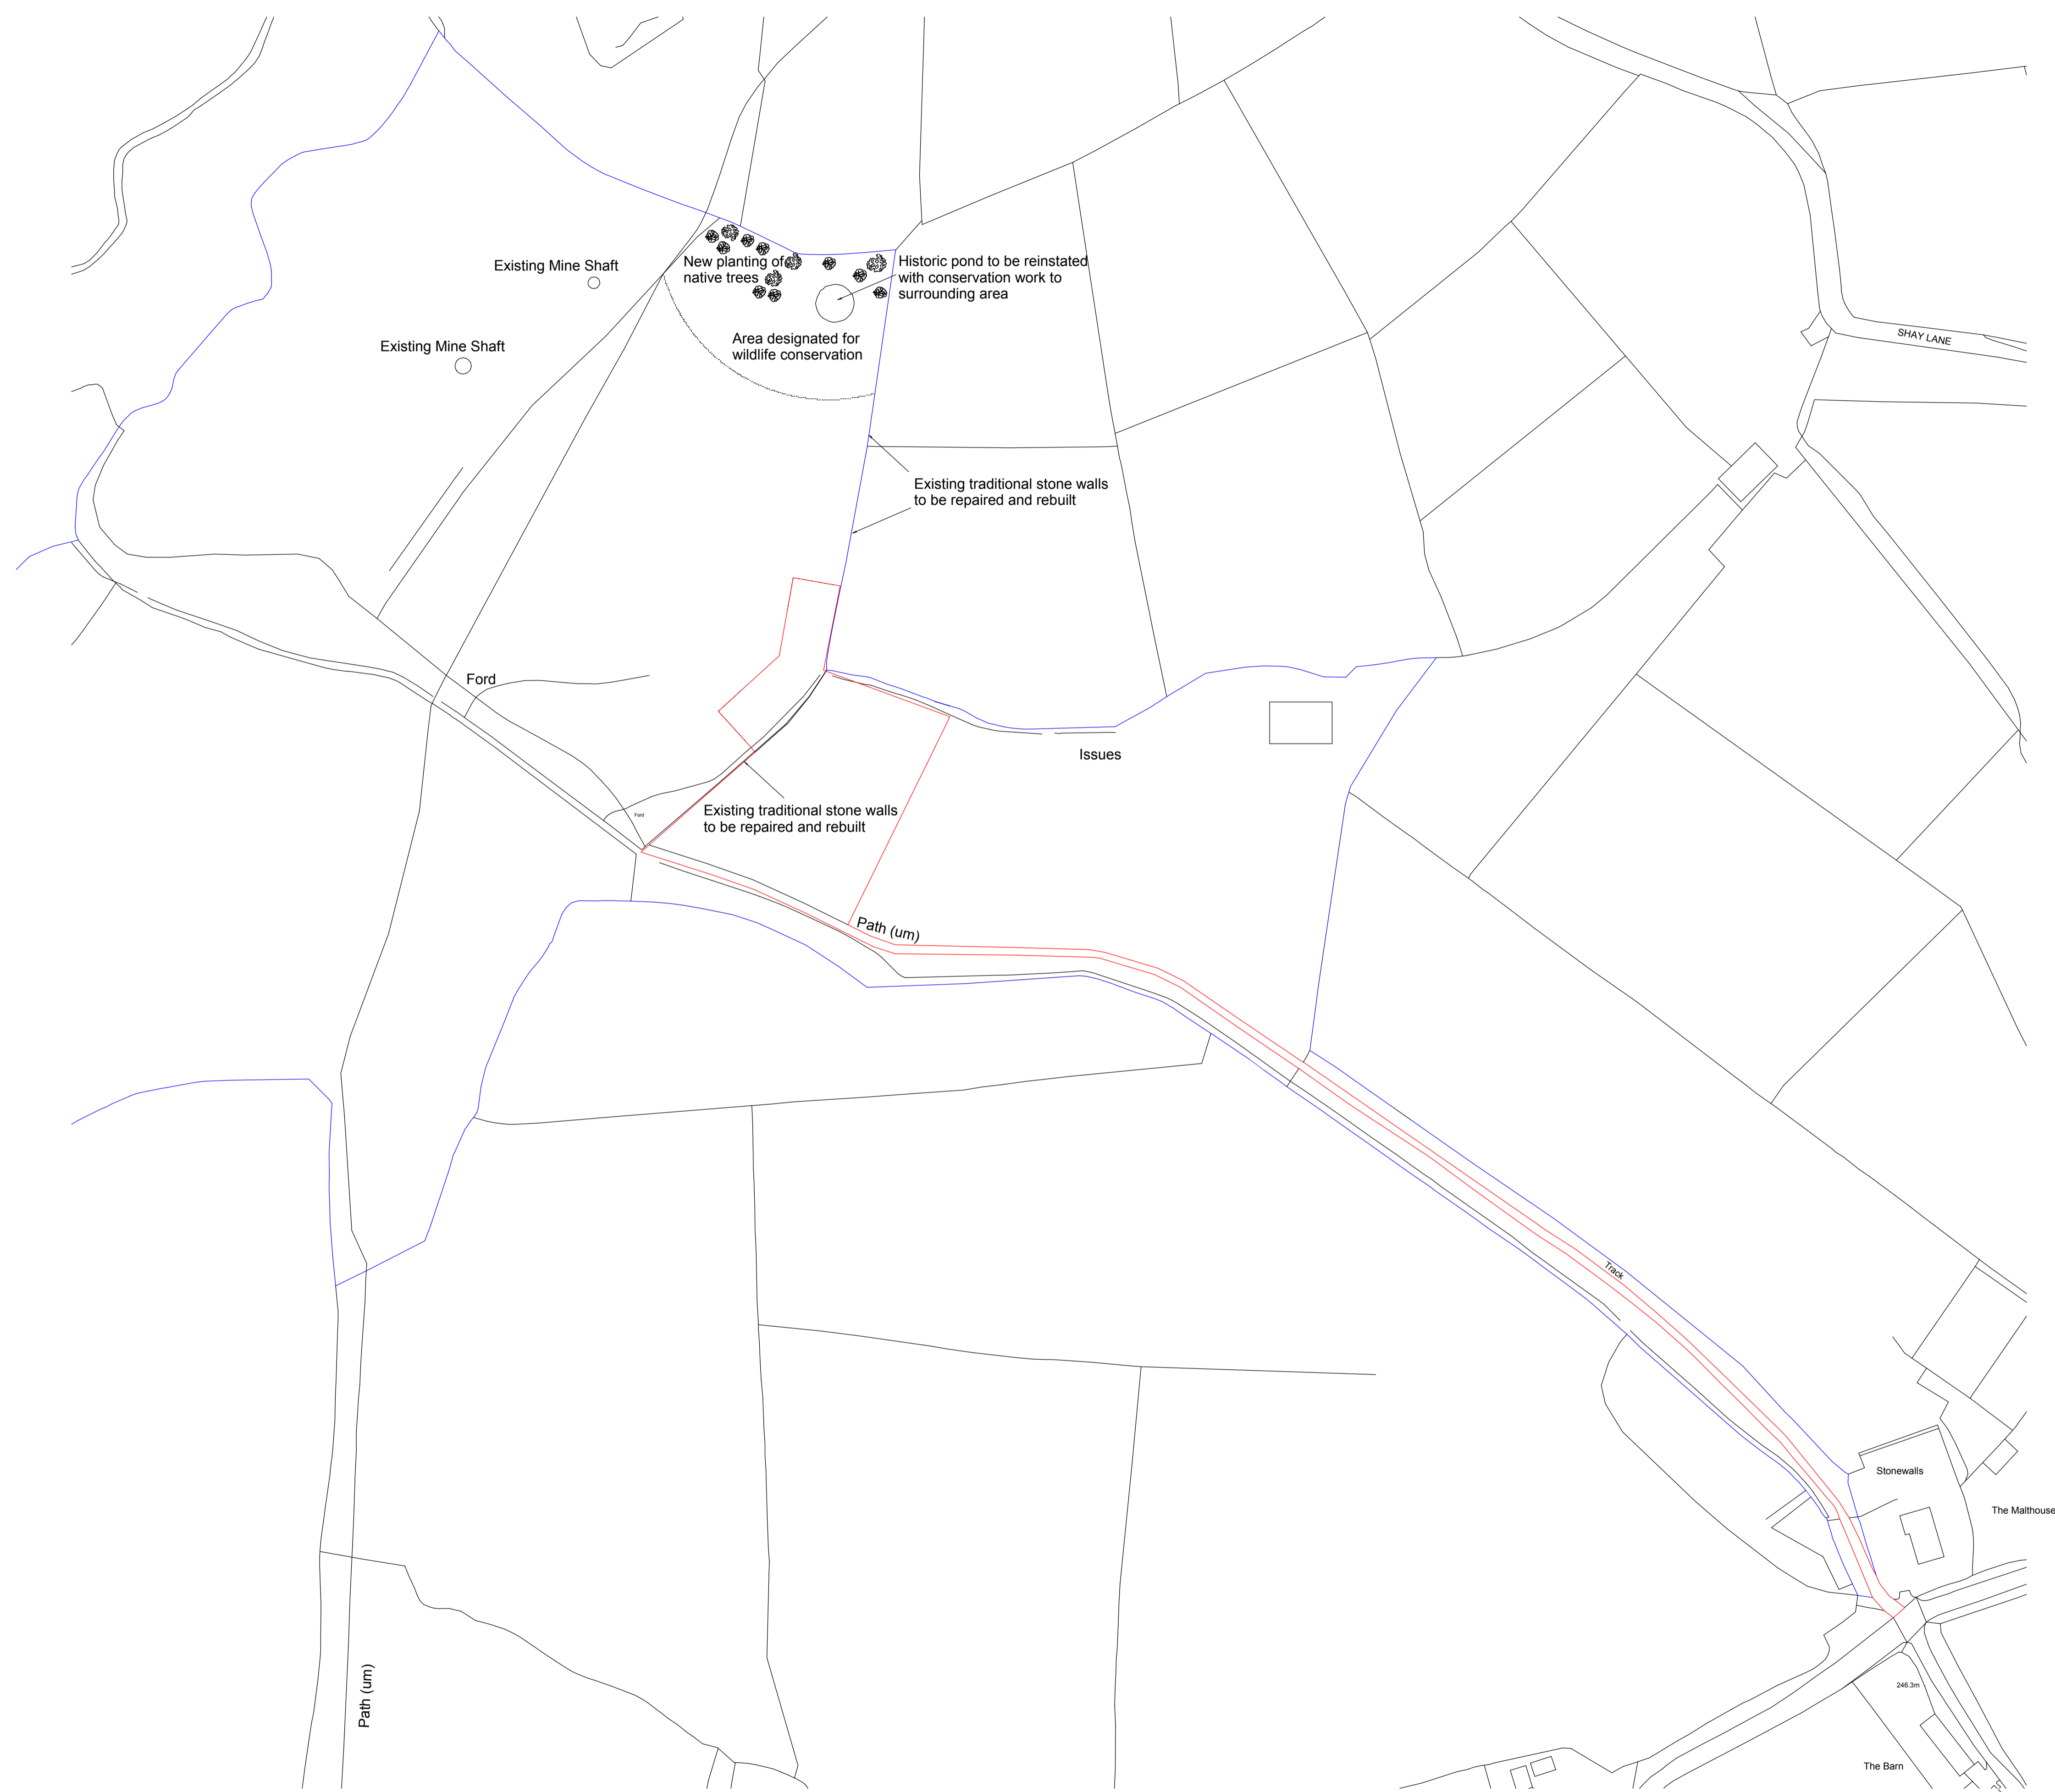 New planting of
native trees
Historic pond to be reinstated
with conservation work to
surrounding area
Existing Mine Shaft
Area designated for
wildlife conservation
Existing Mine Shaft
SHAY LANE
Existing traditional stone walls
to be repaired and rebuilt
Ford
Issues
Existing traditional stone walls
to be repaired and rebuilt
Ford
Path (um)
Track
Stonewalls
The Malthouse
Path (um)
246.3m
The Barn